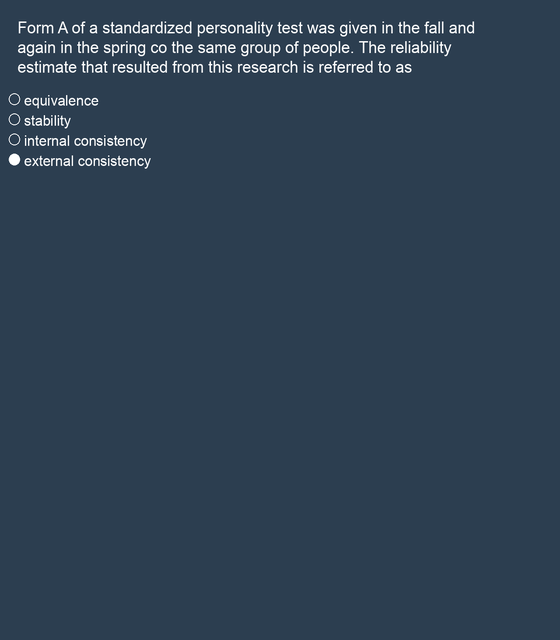 Form A of a standardized personality test was given in the fall and
again in the spring co the same group of people. The reliability
estimate that resulted from this research is referred to as
equivalence
stability
internal consistency
external consistency